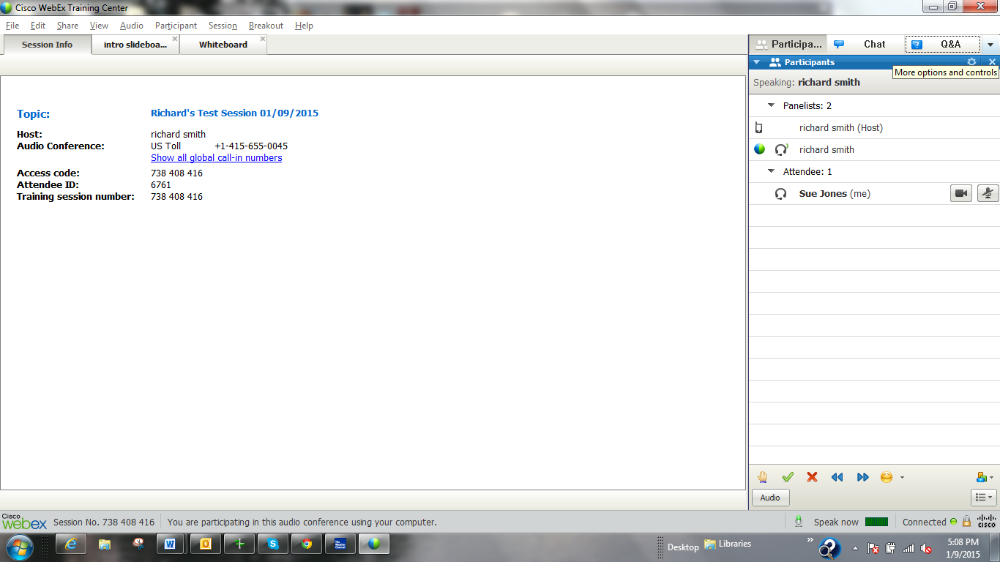 Cisco WebEx Training Center
File Edit Share View Audio Participant Session Breakout Help
Session Info intro slideboa... Whiteboard
Participa... Chat Q&A
Participants
More options and controls
Speaking: richard smith
Panelists: 2
richard smith (Host)
richard smith
Attendee: 1
Sue Jones (me)
Topic: Richard's Test Session 01/09/2015
Host: richard smith
Audio Conference: US Toll +1-415-655-0045
Show all global call-in numbers
Access code: 738 408 416
Attendee ID: 6761
Training session number: 738 408 416
Audio
Cisco webex Session No. 738 408 416 You are participating in this audio conference using your computer. Speak now Connected CISCO
Desktop Libraries
The Weather Channel
5:08 PM
1/9/2015